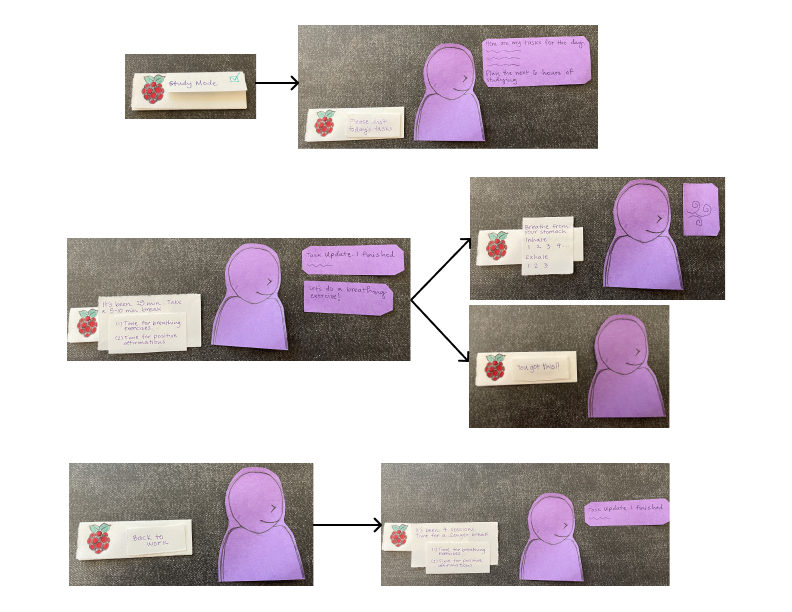 Study Mode
Please list
today's tasks
Here are my tasks for the day:
Play the next 6 hours of
studying
It's been 25 min. Take
a 5-10 min break
(1) Time for breathing
exercises
(2) Time for positive
affirmations
Task Update. I finished
Let's do a breathing
exercise!
Breathe from
your stomach
Inhale
1 2 3 4
Exhale
1 2 3
You got this!!
Back to
work
It's been 4 sessions.
Time for a longer break
(1) Time for breathing
exercises
(2) Time for positive
affirmations
Task Update. I finished